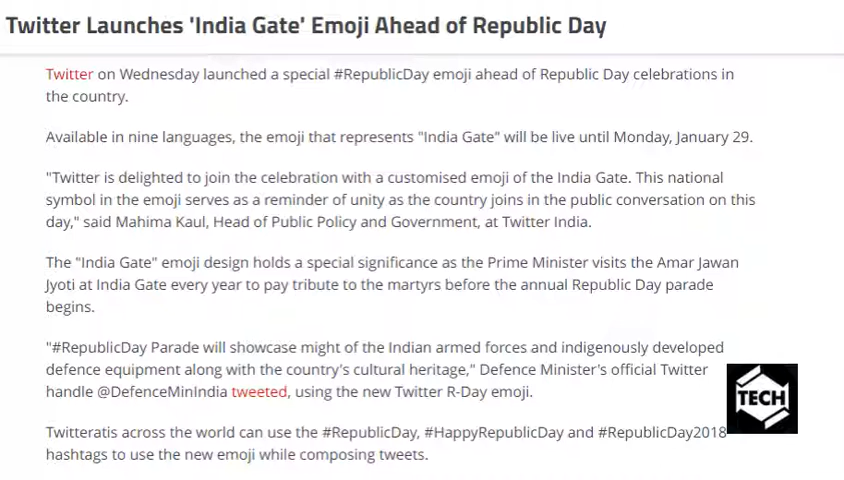 Twitter Launches 'India Gate' Emoji Ahead of Republic Day
Twitter on Wednesday launched a special #RepublicDay emoji ahead of Republic Day celebrations in
the country.
Available in nine languages, the emoji that represents "India Gate" will be live until Monday, January 29.
"Twitter is delighted to join the celebration with a customised emoji of the India Gate. This national
symbol in the emoji serves as a reminder of unity as the country joins in the public conversation on this
day," said Mahima Kaul, Head of Public Policy and Government, at Twitter India.
The "India Gate" emoji design holds a special significance as the Prime Minister visits the Amar Jawan
Jyoti at India Gate every year to pay tribute to the martyrs before the annual Republic Day parade
begins.
"#RepublicDay Parade will showcase might of the Indian armed forces and indigenously developed
defence equipment along with the country's cultural heritage," Defence Minister's official Twitter
handle @DefenceMinIndia tweeted, using the new Twitter R-Day emoji.
TECH
Twitteratis across the world can use the #RepublicDay, #HappyRepublicDay and #RepublicDay2018
hashtags to use the new emoji while composing tweets.